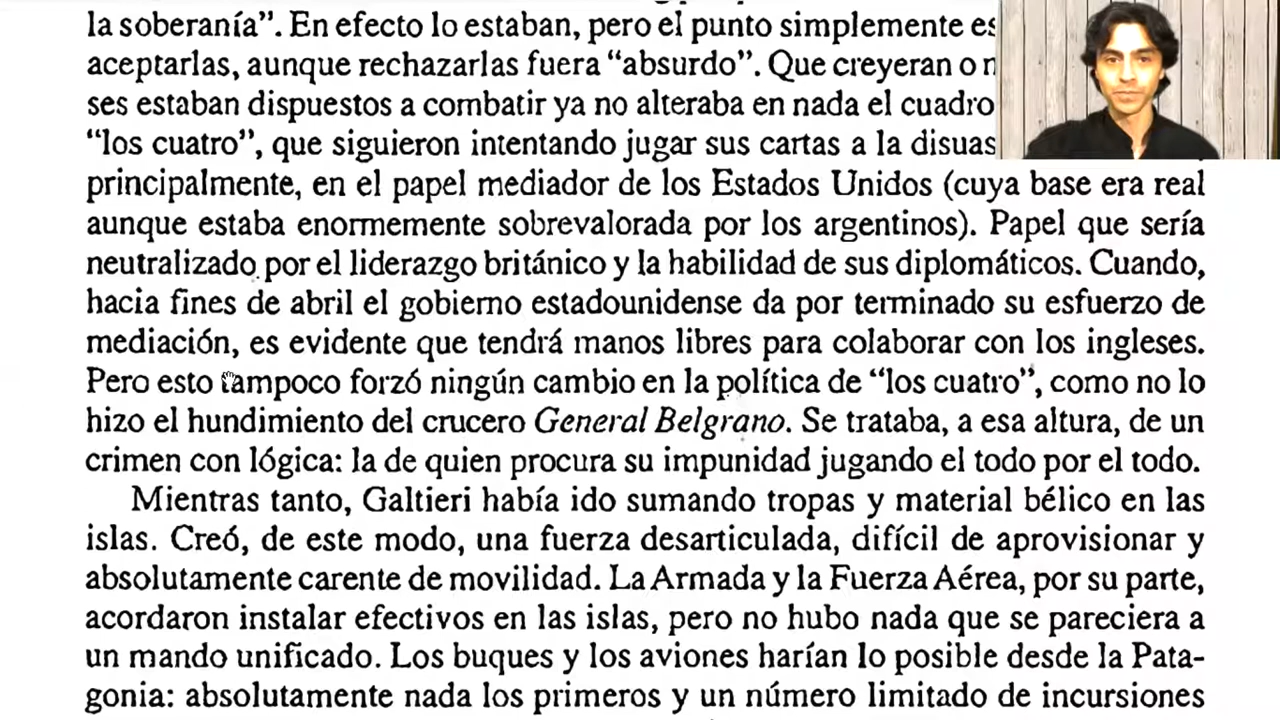 la soberanía”. En efecto lo estaban, pero el punto simplemente es
aceptarlas, aunque rechazarlas fuera “absurdo”. Que creyeran o
ses estaban dispuestos a combatir ya no alteraba en nada el cuadro
“los cuatro”, que siguieron intentando jugar sus cartas a la disuas
principalmente, en el papel mediador de los Estados Unidos (cuya base era real
aunque estaba enormemente sobrevalorada por los argentinos). Papel que sería
neutralizado por el liderazgo británico y la habilidad de sus diplomáticos. Cuando,
hacia fines de abril el gobierno estadounidense da por terminado su esfuerzo de
mediación, es evidente que tendrá manos libres para colaborar con los ingleses.
Pero esto tampoco forzó ningún cambio en la política de “los cuatro”, como no lo
hizo el hundimiento del crucero General Belgrano. Se trataba, a esa altura, de un
crimen con lógica: la de quien procura su impunidad jugando el todo por el todo.
Mientras tanto, Galtieri había ido sumando tropas y material bélico en las
islas. Creó, de este modo, una fuerza desarticulada, difícil de aprovisionar y
absolutamente carente de movilidad. La Armada y la Fuerza Aérea, por su parte,
acordaron instalar efectivos en las islas, pero no hubo nada que se pareciera a
un mando unificado. Los buques y los aviones harían lo posible desde la Pata-
gonia: absolutamente nada los primeros y un número limitado de incursiones